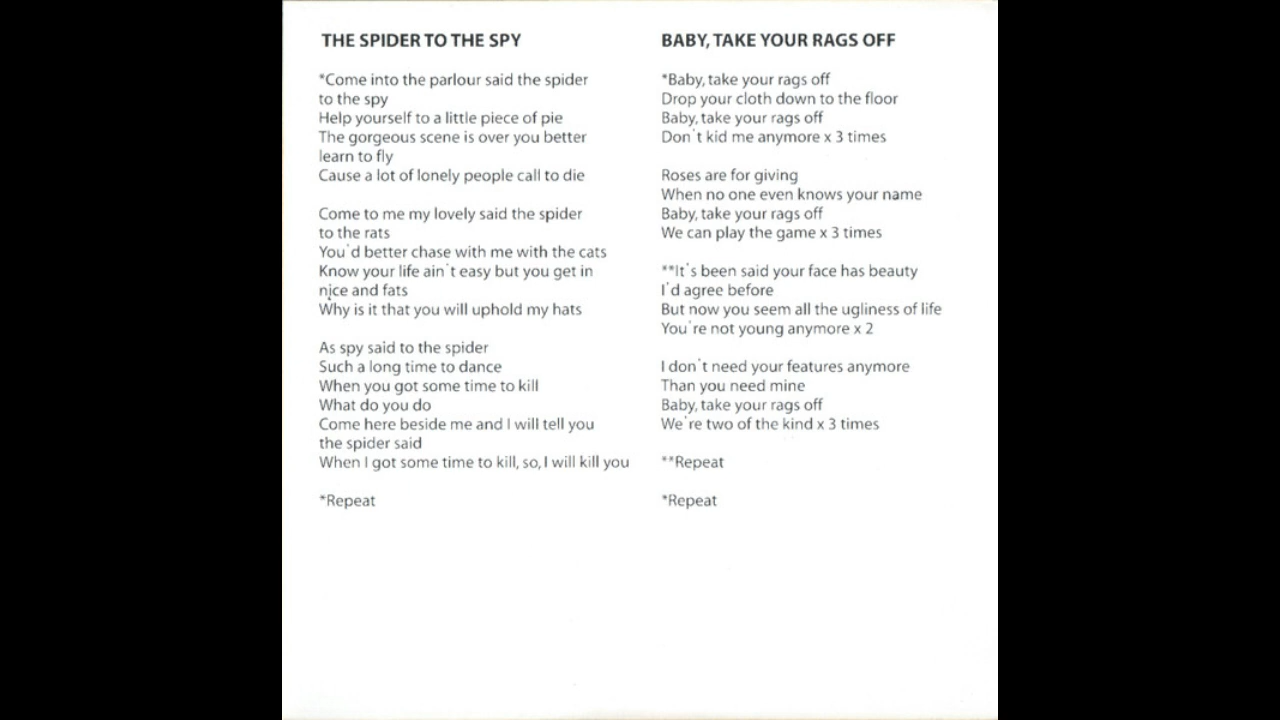 THE SPIDER TO THE SPY
*Come into the parlour said the spider
to the spy
Help yourself to a little piece of pie
The gorgeous scene is over you better
learn to fly
Cause a lot of lonely people call to die
Come to me my lovely said the spider
to the rats
You´d better chase with me with the cats
Know your life ain´t easy but you get in
nice and fats
Why is it that you will uphold my hats
As spy said to the spider
Such a long time to dance
When you got some time to kill
What do you do
Come here beside me and I will tell you
the spider said
When I got some time to kill, so, I will kill you
*Repeat
BABY, TAKE YOUR RAGS OFF
*Baby, take your rags off
Drop your cloth down to the floor
Baby, take your rags off
Don´t kid me anymore x 3 times
Roses are for giving
When no one even knows your name
Baby, take your rags off
We can play the game x 3 times
**It´s been said your face has beauty
I´d agree before
But now you seem all the ugliness of life
You´re not young anymore x 2
I don´t need your features anymore
Than you need mine
Baby, take your rags off
We´re two of the kind x 3 times
**Repeat
*Repeat